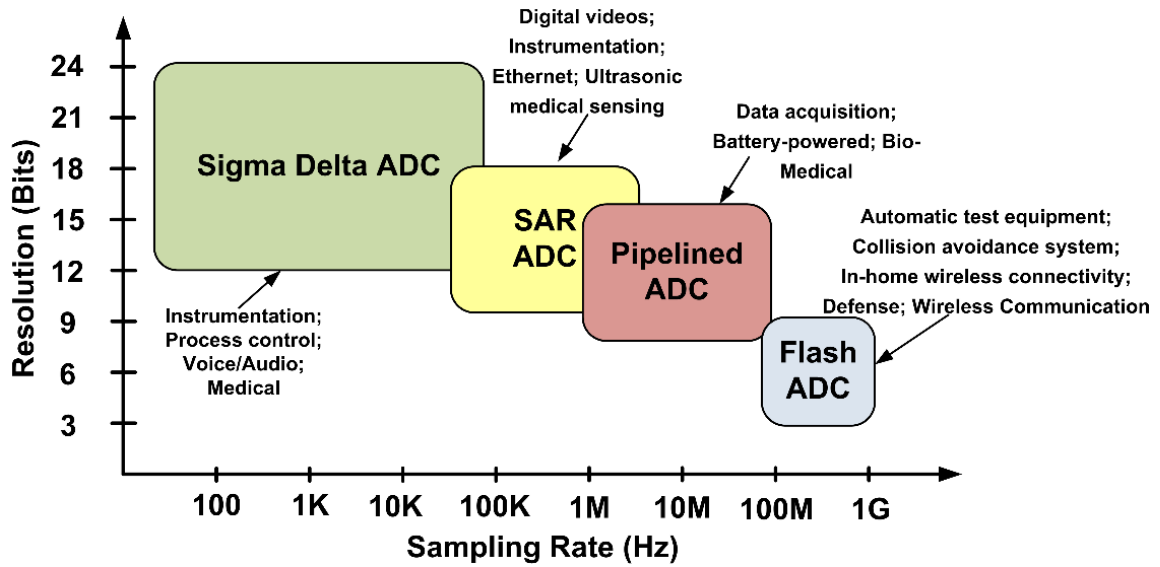 Digital videos;
Instrumentation;
Ethernet; Ultrasonic
medical sensing
Data acquisition;
Battery-powered; Bio-
Medical
Automatic test equipment;
Collision avoidance system;
In-home wireless connectivity;
Defense; Wireless Communication
Resolution (Bits)
24
21
18
15
12
9
6
3
Sigma Delta ADC
SAR
ADC
Pipelined
ADC
Flash
ADC
Instrumentation;
Process control;
Voice/Audio;
Medical
100 1K 10K 100K 1M 10M 100M 1G
Sampling Rate (Hz)